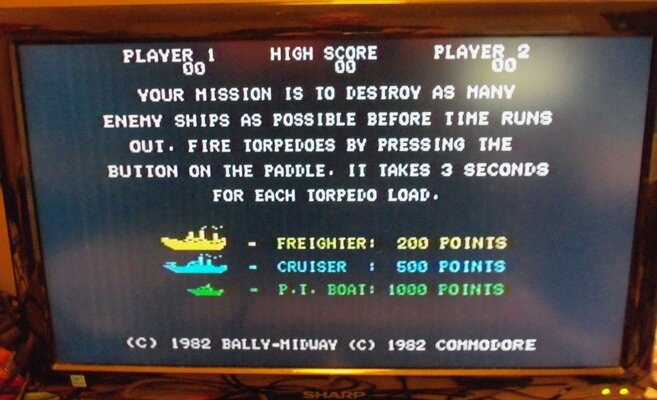 PLAYER 1 HIGH SCORE PLAYER 2
00 00 00
YOUR MISSION IS TO DESTROY AS MANY
ENEMY SHIPS AS POSSIBLE BEFORE TIME RUNS
OUT. FIRE TORPEDOES BY PRESSING THE
BUTTON ON THE PADDLE. IT TAKES 3 SECONDS
FOR EACH TORPEDO LOAD.
- FREIGHTER: 200 POINTS
- CRUISER : 500 POINTS
- P.T. BOAT: 1000 POINTS
(C) 1982 BALLY-MIDWAY (C) 1982 COMMODORE
SHARP